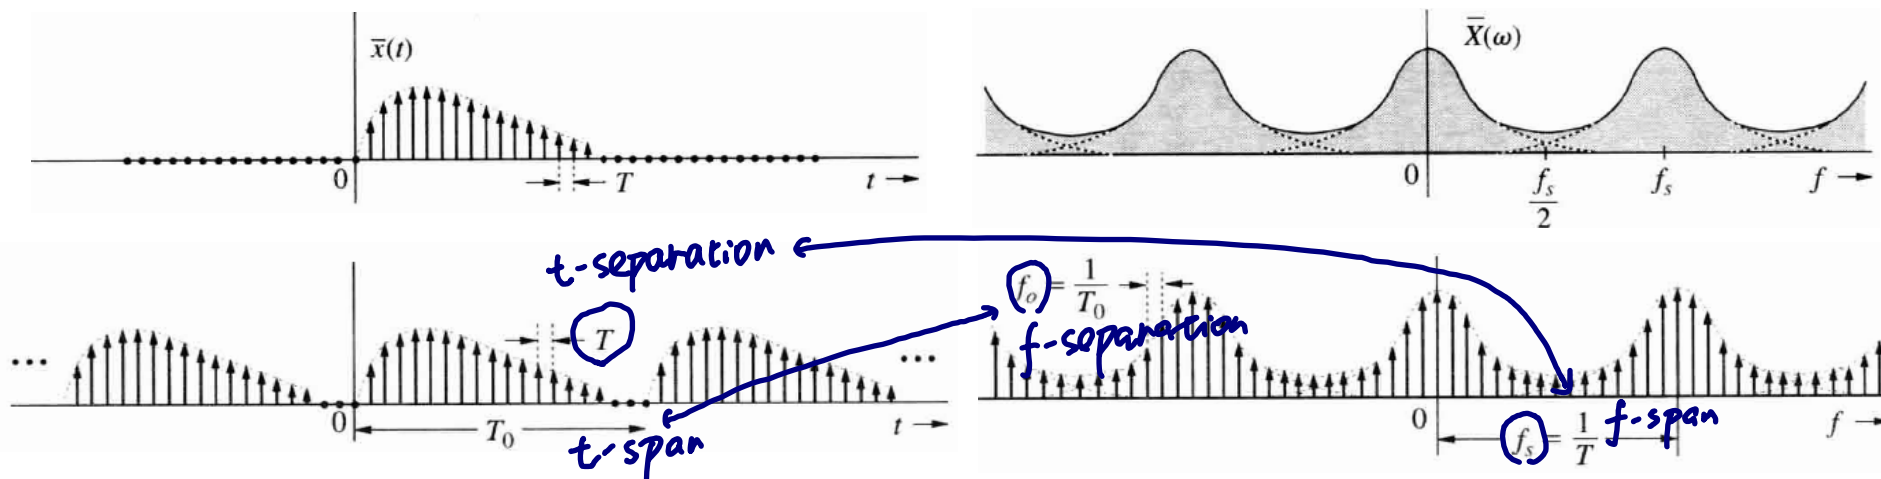 x̅(t)
0
T
t →
X̅(ω)
0
f_s/2
f_s
f →
t-separation
T
...
...
0
T_0
t →
t-span
f_o = 1/T_0
f-separation
0
f_s = 1/T
f-span
f →